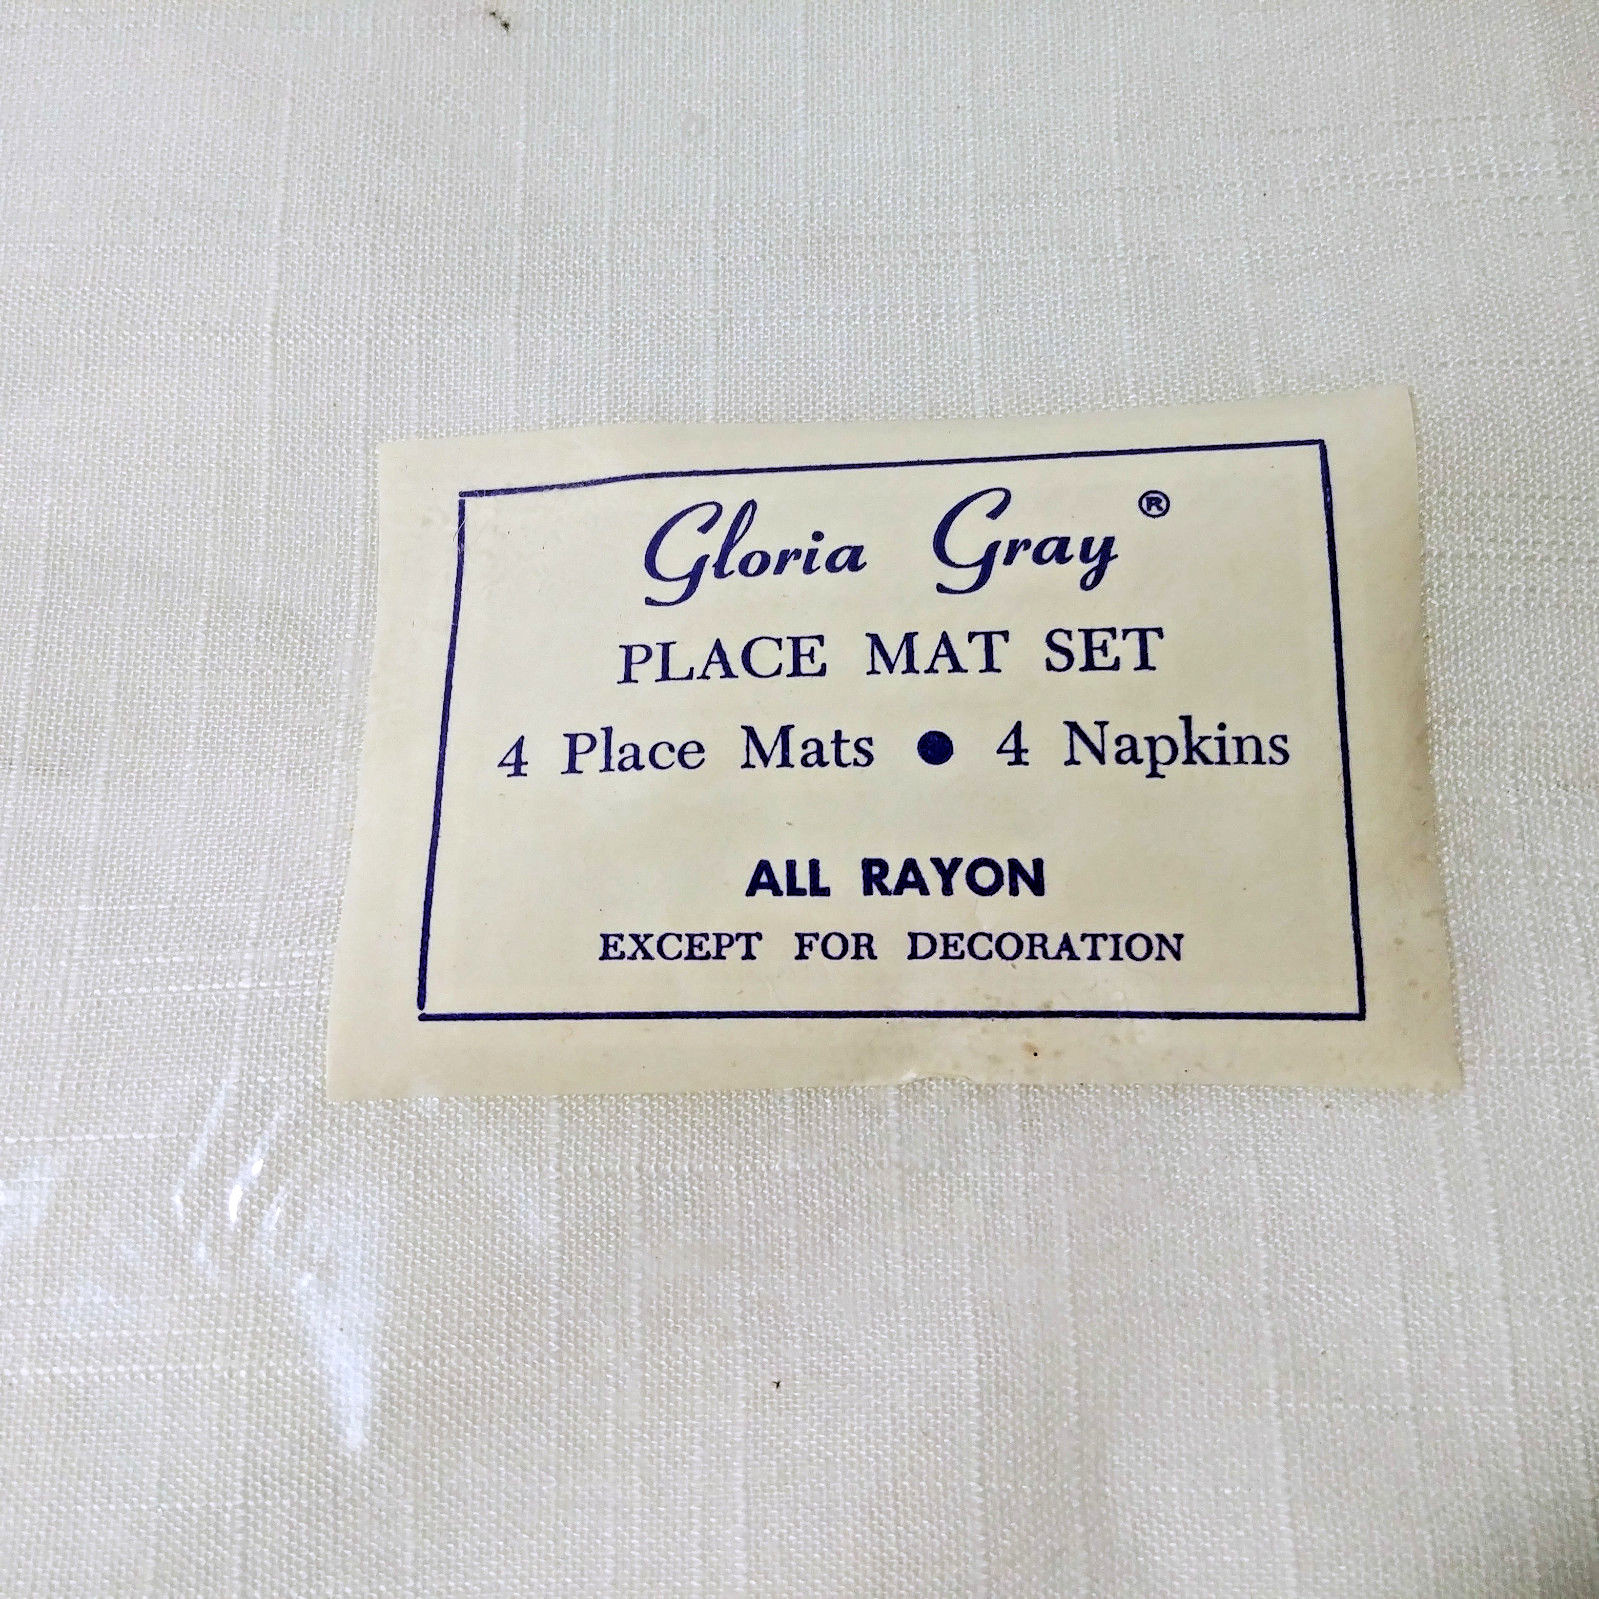 Gloria Gray ®
PLACE MAT SET
4 Place Mats ● 4 Napkins
ALL RAYON
EXCEPT FOR DECORATION